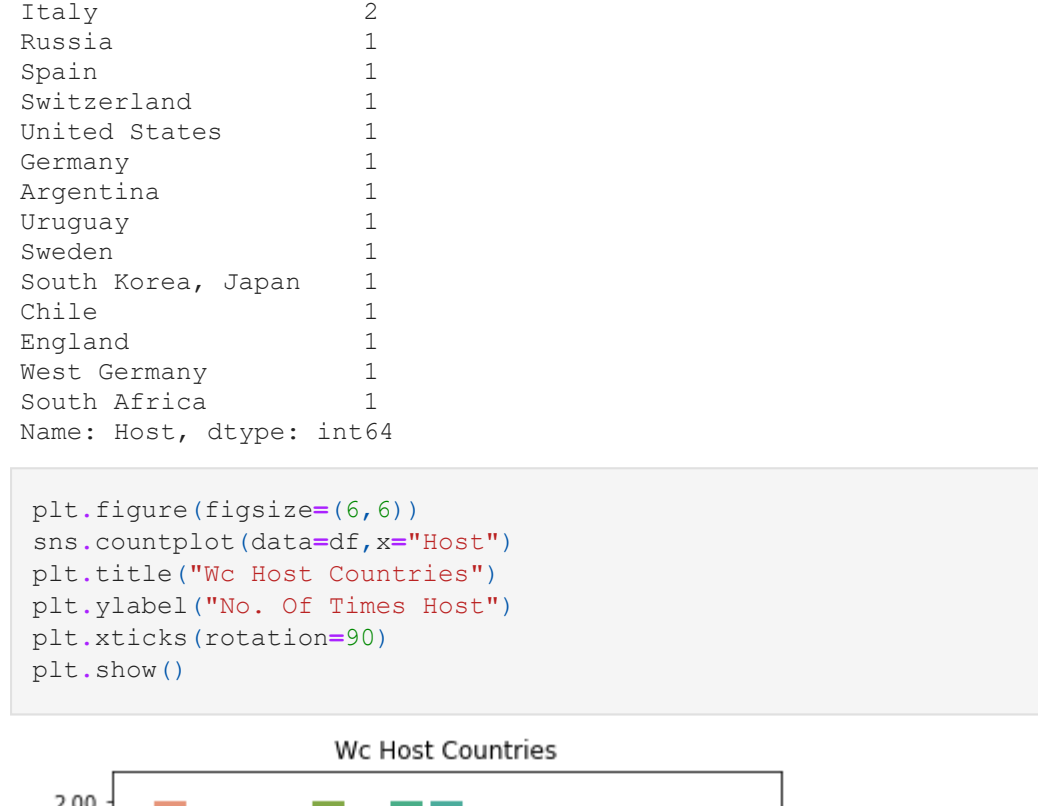 Italy 2
Russia 1
Spain 1
Switzerland 1
United States 1
Germany 1
Argentina 1
Uruguay 1
Sweden 1
South Korea, Japan 1
Chile 1
England 1
West Germany 1
South Africa 1
Name: Host, dtype: int64
plt.figure(figsize=(6,6))
sns.countplot(data=df,x="Host")
plt.title("Wc Host Countries")
plt.ylabel("No. Of Times Host")
plt.xticks(rotation=90)
plt.show()
Wc Host Countries
2.00